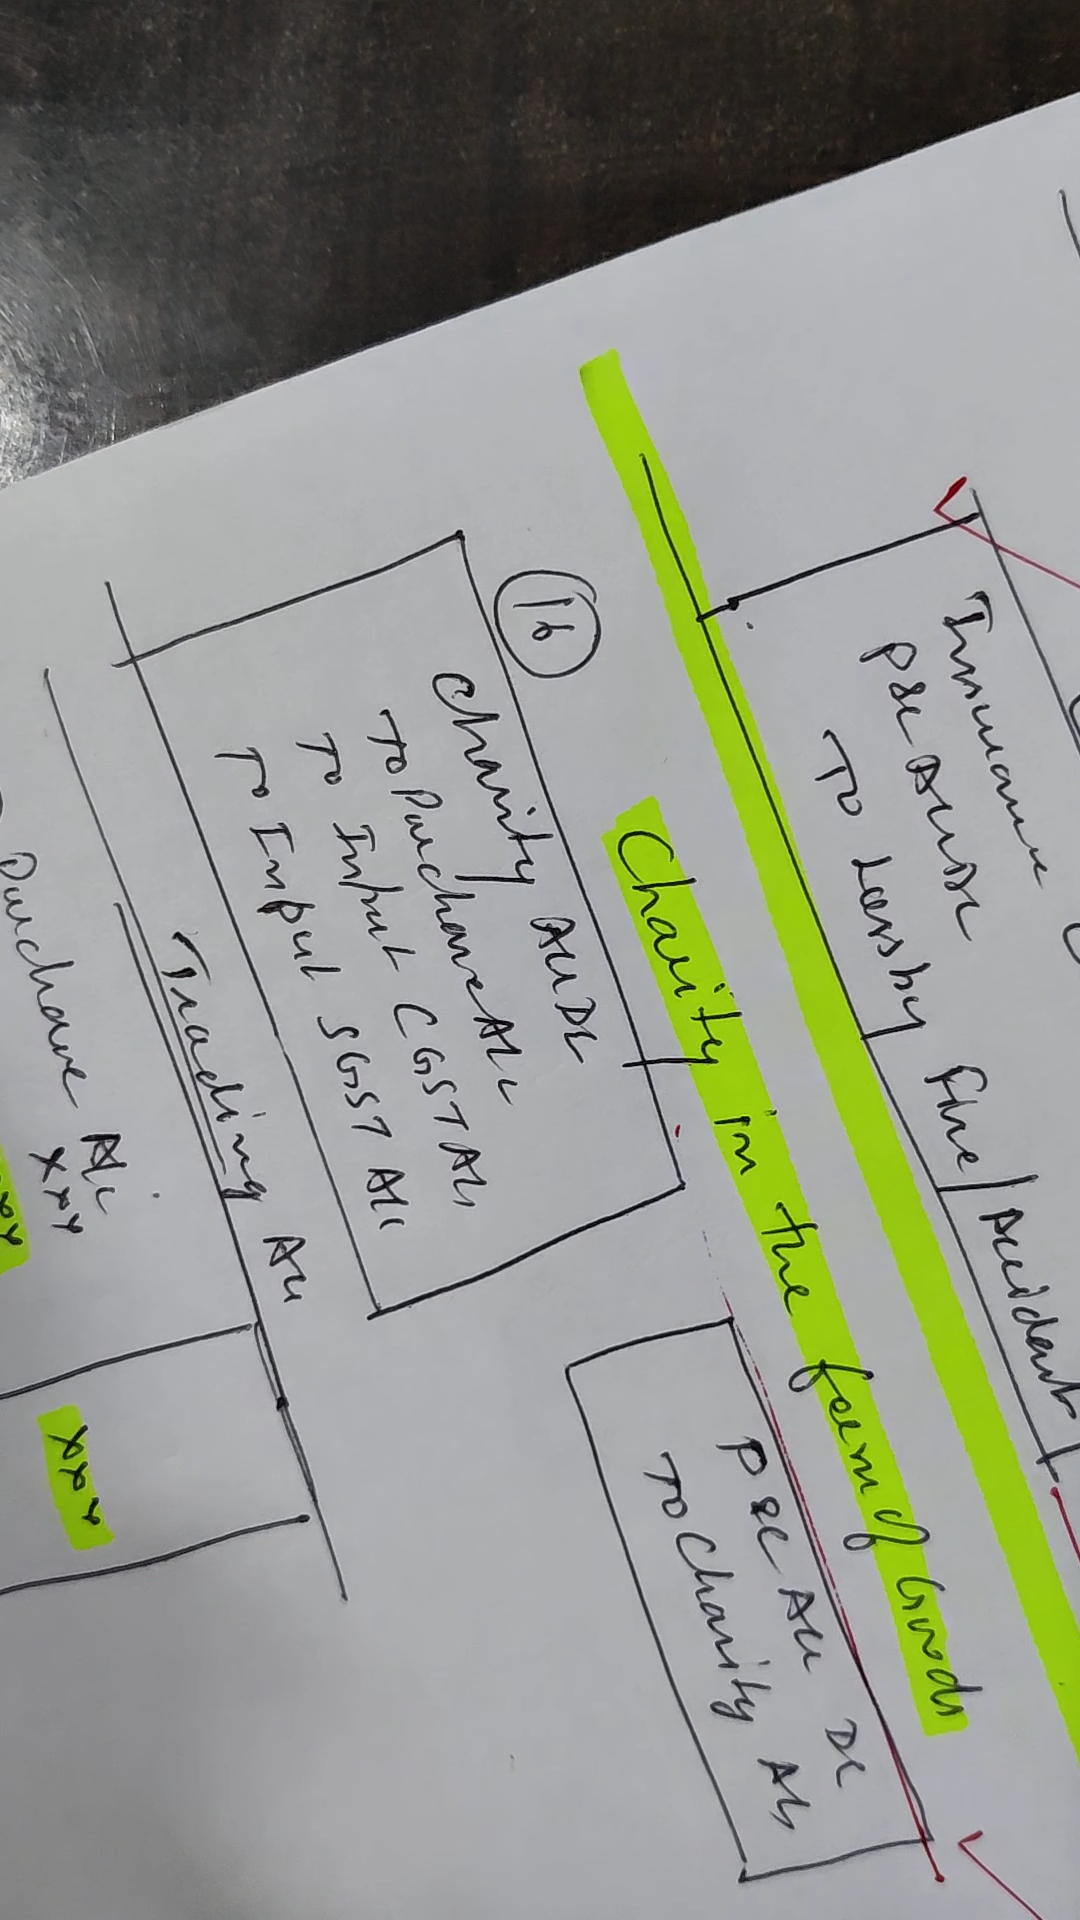 Insurance
P&L A/c Dr
To Loss by Fire/Accident
Charity in the form of Goods
16
Charity A/c Dr
To Purchase A/c
To Input CGST A/c
To Input SGST A/c
P&L A/c Dr
To Charity A/c
Trading A/c
xxx
Purchase A/c
xxx